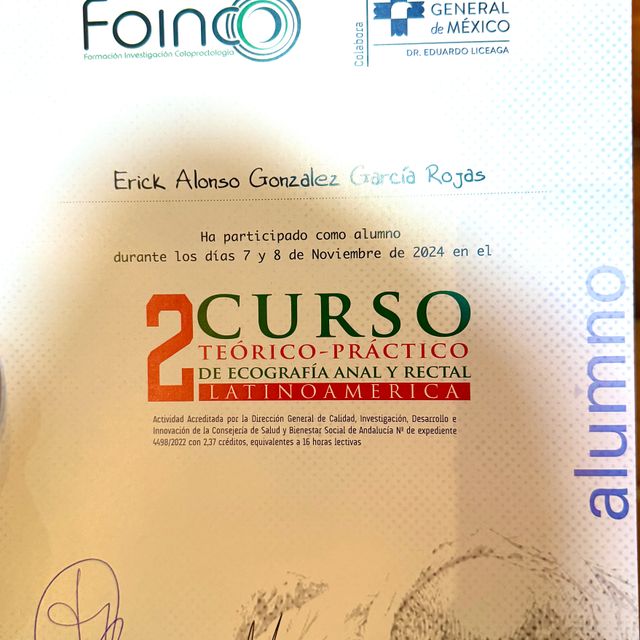 Foinco
Formación Investigación Coloproctología
Colabora
GENERAL
de MÉXICO
DR. EDUARDO LICEAGA
Erick Alonso Gonzalez García Rojas
Ha participado como alumno
durante los días 7 y 8 de Noviembre de 2024 en el
2 CURSO
TEÓRICO-PRÁCTICO
DE ECOGRAFÍA ANAL Y RECTAL
LATINOAMERICA
Actividad Acreditada por la Dirección General de Calidad, Investigación, Desarrollo e
Innovación de la Consejería de Salud y Bienestar Social de Andalucía Nº de expediente
4498/2022 con 2,37 créditos, equivalentes a 16 horas lectivas
alumno